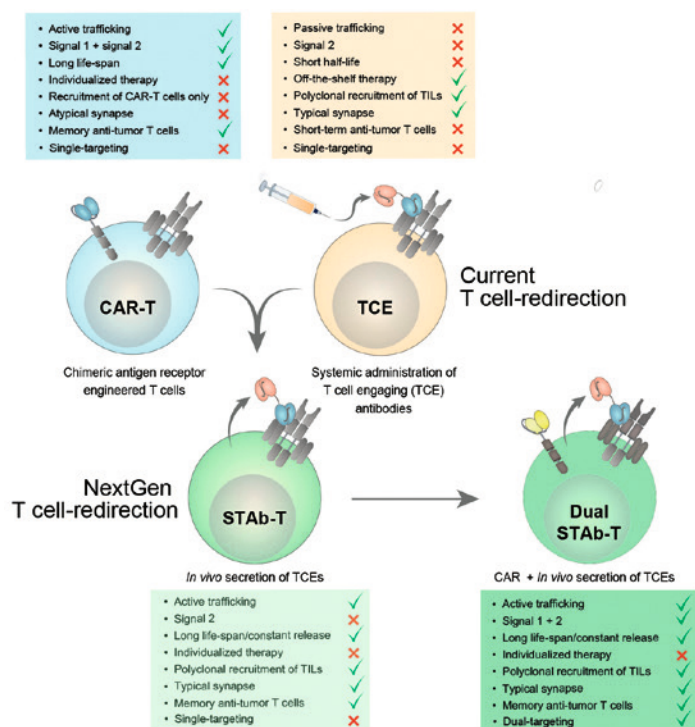 • Active trafficking ✓
• Signal 1 + signal 2 ✓
• Long life-span ✓
• Individualized therapy ✗
• Recruitment of CAR-T cells only ✗
• Atypical synapse ✗
• Memory anti-tumor T cells ✓
• Single-targeting ✗
• Passive trafficking ✗
• Signal 2 ✗
• Short half-life ✗
• Off-the-shelf therapy ✓
• Polyclonal recruitment of TILs ✓
• Typical synapse ✓
• Short-term anti-tumor T cells ✗
• Single-targeting ✗
CAR-T
TCE
Current
T cell-redirection
Chimeric antigen receptor
engineered T cells
Systemic administration of
T cell engaging (TCE)
antibodies
NextGen
T cell-redirection
STAb-T
Dual
STAb-T
In vivo secretion of TCEs
CAR + In vivo secretion of TCEs
• Active trafficking ✓
• Signal 2 ✗
• Long life-span/constant release ✓
• Individualized therapy ✗
• Polyclonal recruitment of TILs ✓
• Typical synapse ✓
• Memory anti-tumor T cells ✓
• Single-targeting ✗
• Active trafficking ✓
• Signal 1 + 2 ✓
• Long life-span/constant release ✓
• Individualized therapy ✗
• Polyclonal recruitment of TILs ✓
• Typical synapse ✓
• Memory anti-tumor T cells ✓
• Dual-targeting ✓